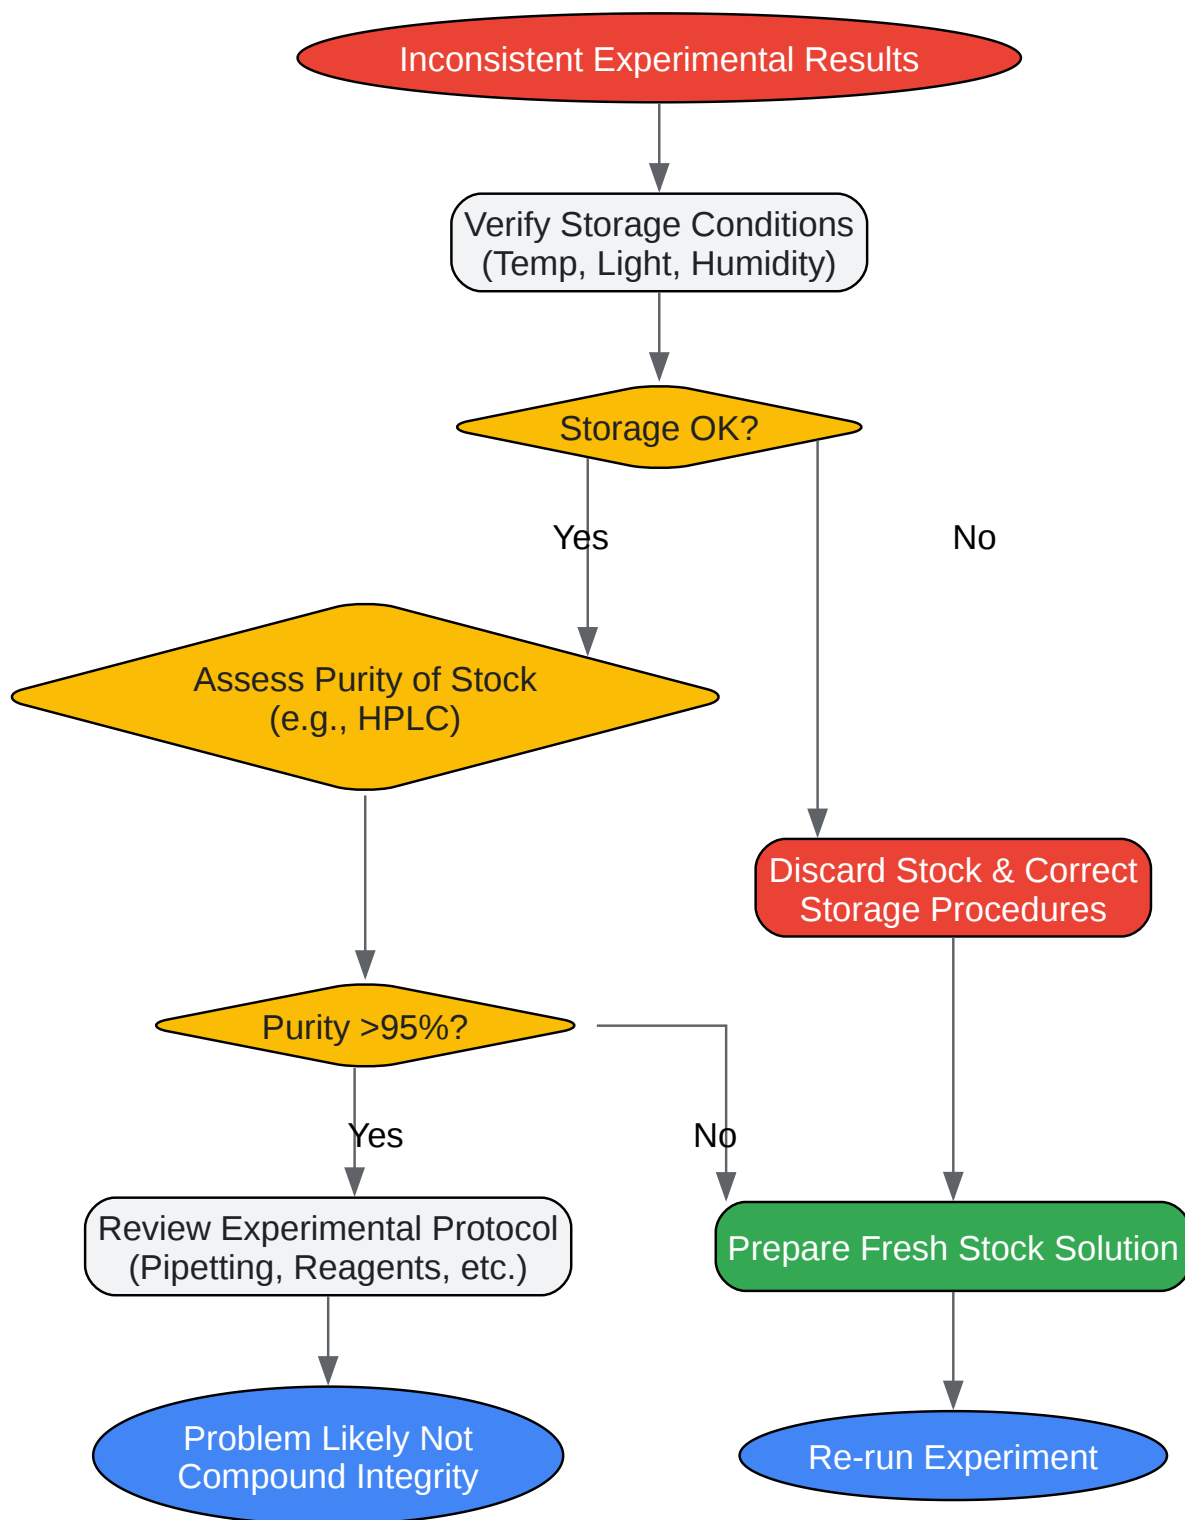 Inconsistent Experimental Results
Verify Storage Conditions
(Temp, Light, Humidity)
Storage OK?
Yes
No
Assess Purity of Stock
(e.g., HPLC)
Discard Stock & Correct
Storage Procedures
Purity >95%?
Yes
No
Review Experimental Protocol
(Pipetting, Reagents, etc.)
Prepare Fresh Stock Solution
Problem Likely Not
Compound Integrity
Re-run Experiment